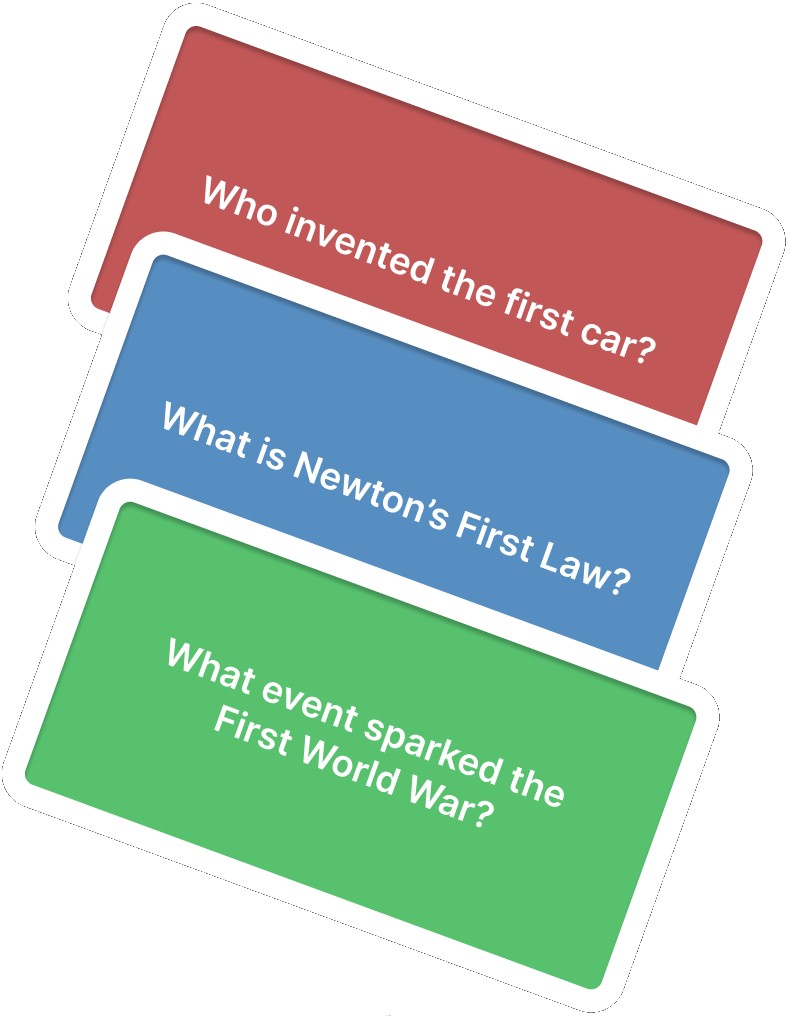 Who invented the first car?
What is Newton’s First Law?
What event sparked the
First World War?